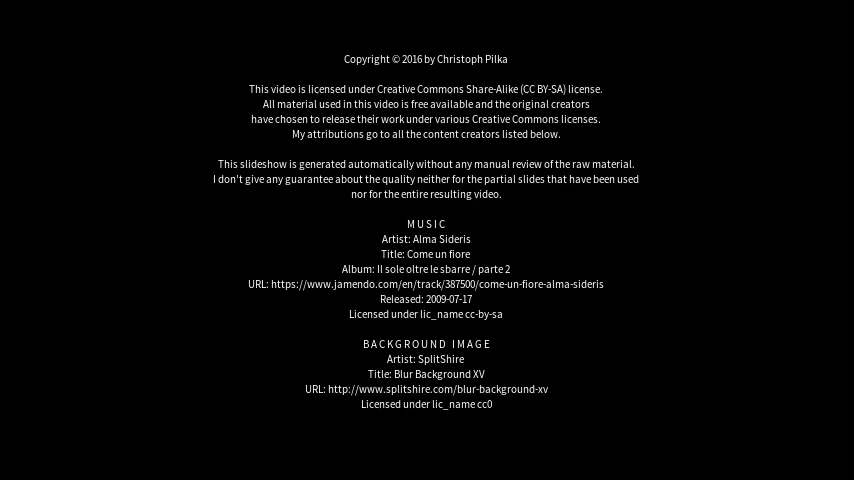 Copyright © 2016 by Christoph Pilka
This video is licensed under Creative Commons Share-Alike (CC BY-SA) license.
All material used in this video is free available and the original creators
have chosen to release their work under various Creative Commons licenses.
My attributions go to all the content creators listed below.
This slideshow is generated automatically without any manual review of the raw material.
I don't give any guarantee about the quality neither for the partial slides that have been used
nor for the entire resulting video.
MUSIC
Artist: Alma Sideris
Title: Come un fiore
Album: Il sole oltre le sbarre / parte 2
URL: https://www.jamendo.com/en/track/387500/come-un-fiore-alma-sideris
Released: 2009-07-17
Licensed under lic_name cc-by-sa
BACKGROUND IMAGE
Artist: SplitShire
Title: Blur Background XV
URL: http://www.splitshire.com/blur-background-xv
Licensed under lic_name cc0